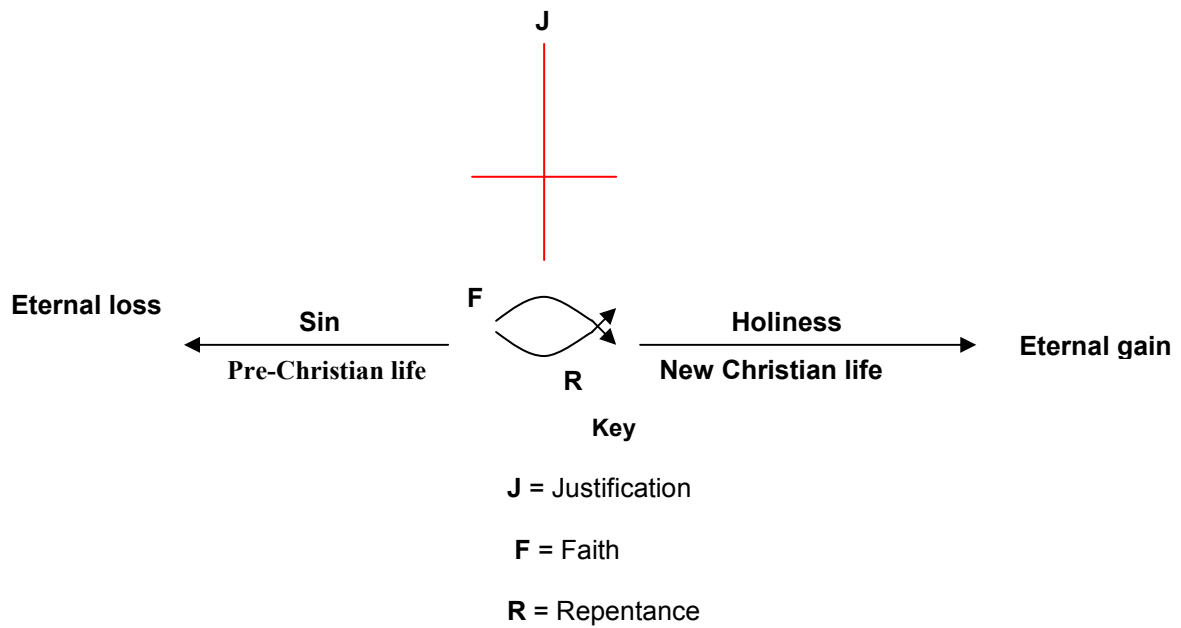 J
Eternal loss
F
Sin
Holiness
Eternal gain
Pre-Christian life
New Christian life
R
Key
J = Justification
F = Faith
R = Repentance